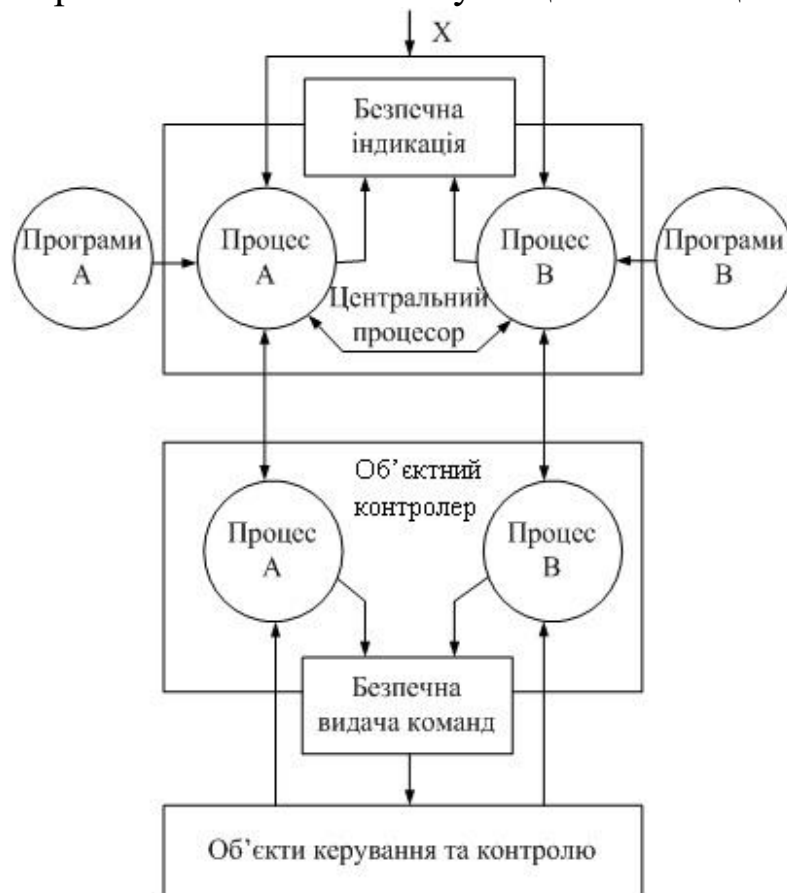 X
Безпечна
індикація
Програми
А
Процес
А
Процес
В
Програми
В
Центральний
процесор
Об’єктний
контролер
Процес
А
Процес
В
Безпечна
видача команд
Об’єкти керування та контролю